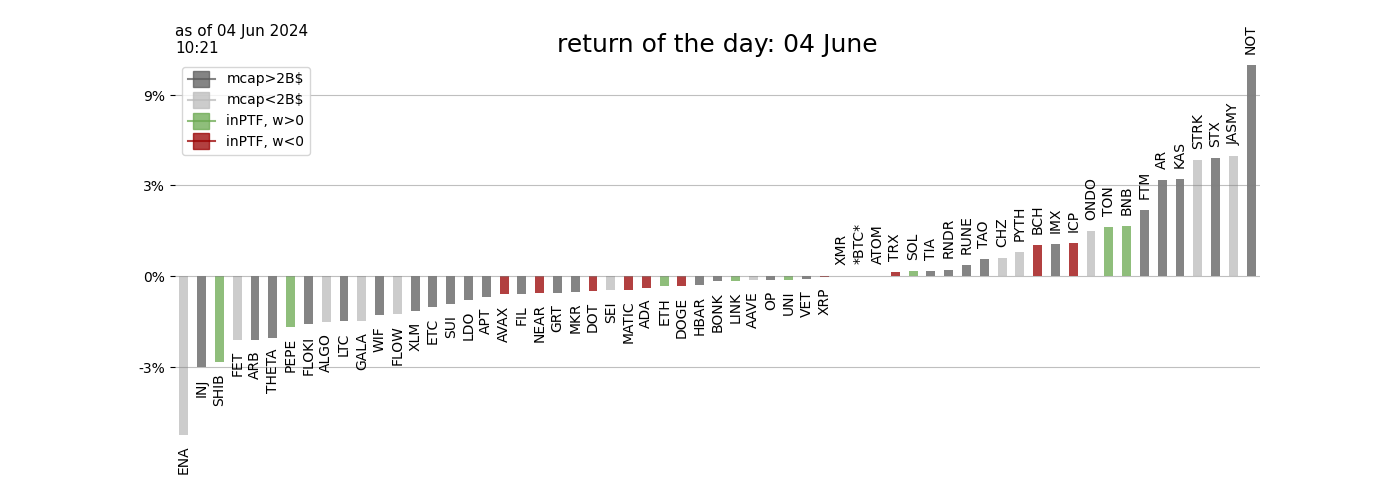 as of 04 Jun 2024
10:21
return of the day: 04 June
mcap>2B$
mcap<2B$
inPTF, w>0
inPTF, w<0
9%
3%
0%
-3%
ENA
INJ
SHIB
FET
ARB
THETA
PEPE
FLOKI
ALGO
LTC
GALA
WIF
FLOW
XLM
ETC
SUI
LDO
APT
AVAX
FIL
NEAR
GRT
MKR
DOT
SEI
MATIC
ADA
ETH
DOGE
HBAR
BONK
LINK
AAVE
OP
UNI
VET
XRP
XMR
*BTC*
ATOM
TRX
SOL
TIA
RNDR
RUNE
TAO
CHZ
PYTH
BCH
IMX
ICP
ONDO
TON
BNB
FTM
AR
KAS
STRK
STX
JASMY
NOT